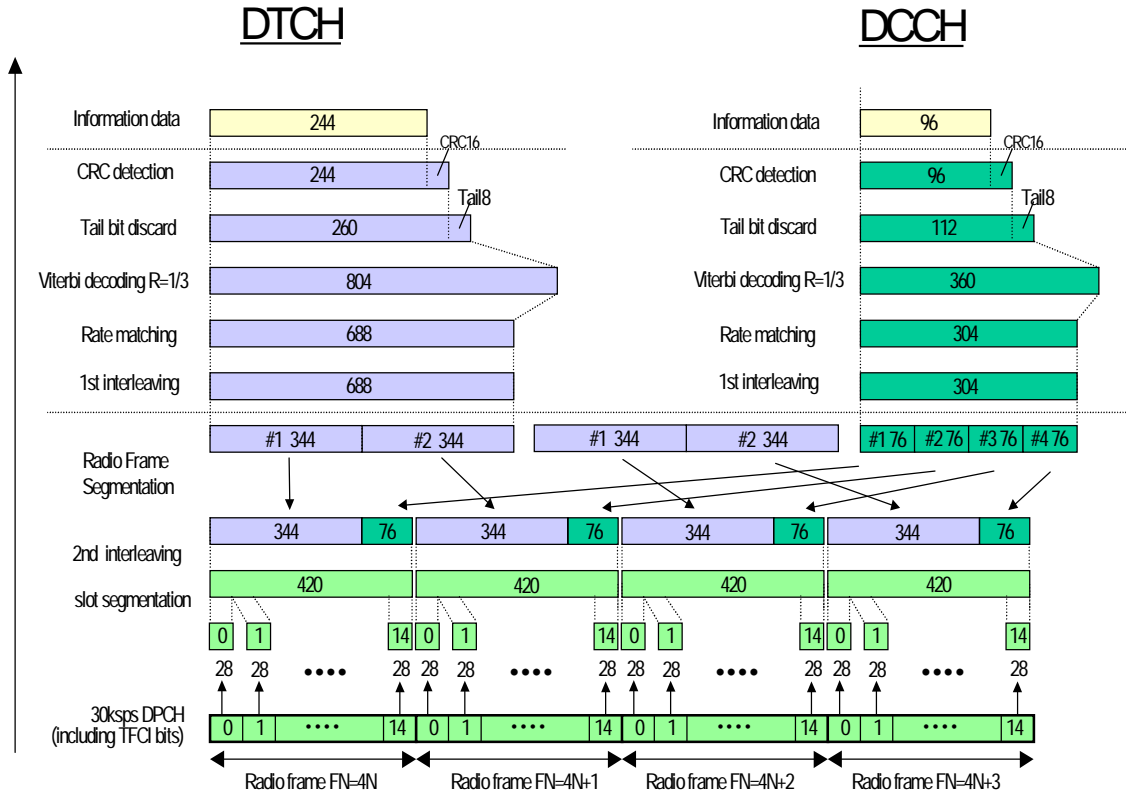 DTCH DCCH
Information data 244 Information data 96
CRC16 CRC16
CRC detection 244 CRC detection 96
Tail8 Tail8
Tail bit discard 260 Tail bit discard 112
Viterbi decoding R=1/3 804 Viterbi decoding R=1/3 360
Rate matching 688 Rate matching 304
1st interleaving 688 1st interleaving 304
#1 344 #2 344 #1 344 #2 344 #1 76 #2 76 #3 76 #4 76
Radio Frame
Segmentation
344 76 344 76 344 76 344 76
2nd interleaving
420 420 420 420
slot segmentation
0 1 14 0 1 14 0 1 14 0 1 14
28 28 •••• 28 28 28 •••• 28 28 28 •••• 28 28 28 •••• 28
30ksps DPCH
(including TFCI bits)
0 1 •••• 14 0 1 •••• 14 0 1 •••• 14 0 1 •••• 14
Radio frame FN=4N Radio frame FN=4N+1 Radio frame FN=4N+2 Radio frame FN=4N+3